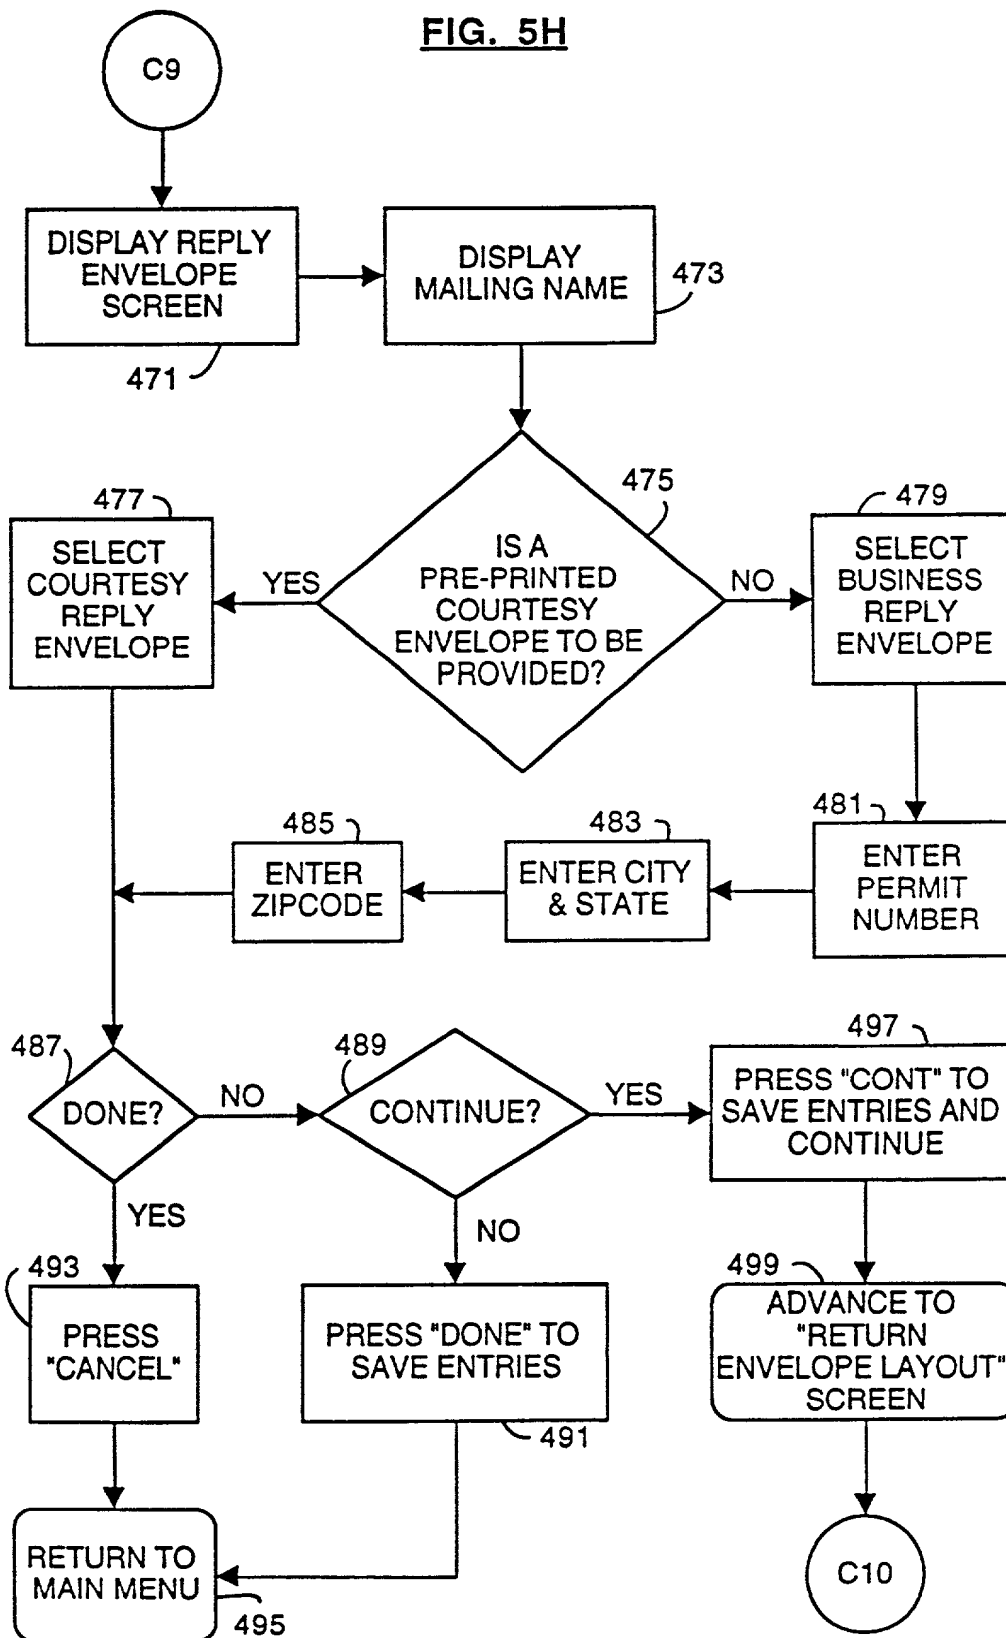 FIG. 5H
C9
DISPLAY REPLY
ENVELOPE
SCREEN
471
DISPLAY
MAILING NAME
473
475
IS A
PRE-PRINTED
COURTESY
ENVELOPE TO BE
PROVIDED?
YES
NO
477
SELECT
COURTESY
REPLY
ENVELOPE
479
SELECT
BUSINESS
REPLY
ENVELOPE
481
ENTER
PERMIT
NUMBER
483
ENTER CITY
& STATE
485
ENTER
ZIPCODE
487
DONE?
NO
YES
489
CONTINUE?
YES
NO
497
PRESS "CONT" TO
SAVE ENTRIES AND
CONTINUE
493
PRESS
"CANCEL"
PRESS "DONE" TO
SAVE ENTRIES
491
499
ADVANCE TO
"RETURN
ENVELOPE LAYOUT"
SCREEN
RETURN TO
MAIN MENU
495
C10